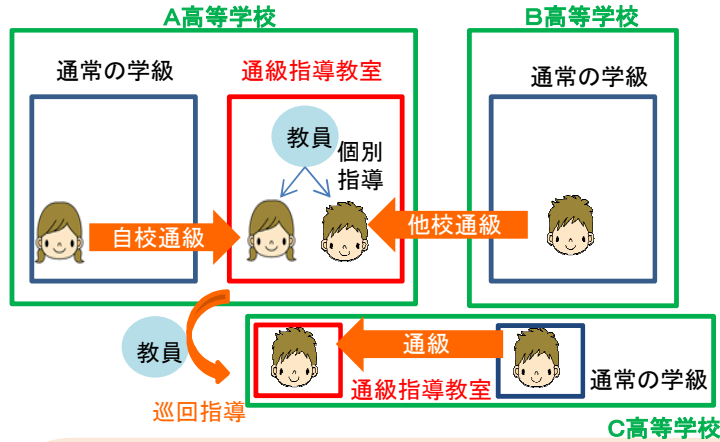 A高等学校
B高等学校
通常の学級
通級指導教室
通常の学級
教員
個別
指導
自校通級
他校通級
教員
通級
通級指導教室
通常の学級
巡回指導
C高等学校